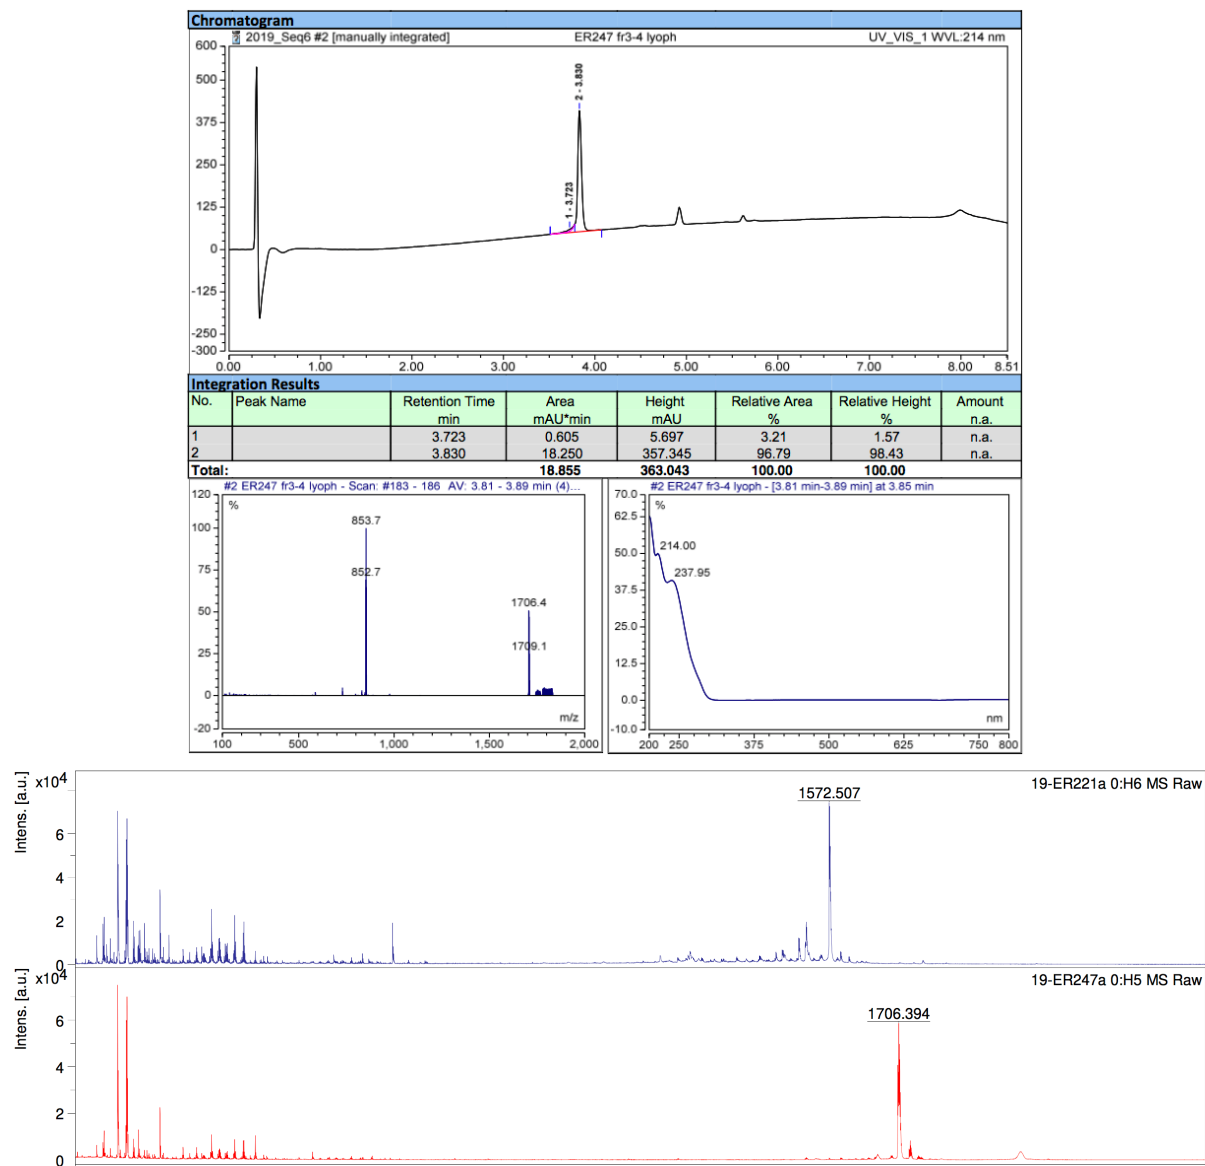 Chromatogram
2019_Seq6 #2 [manually integrated] ER247 fr3-4 lyoph UV_VIS_1 WVL:214 nm
600
500
375
250
125
0
-125
-250
-300
1 - 3.723
2 - 3.830
0.00 1.00 2.00 3.00 4.00 5.00 6.00 7.00 8.00 8.51
Integration Results
No. Peak Name Retention Time Area Height Relative Area Relative Height Amount
min mAU*min mAU % % n.a.
1 3.723 0.605 5.697 3.21 1.57 n.a.
2 3.830 18.250 357.345 96.79 98.43 n.a.
Total: 18.855 363.043 100.00 100.00
#2 ER247 fr3-4 lyoph - Scan: #183 - 186 AV: 3.81 - 3.89 min (4)...
120
100
75
50
25
0
-20
%
853.7
852.7
1706.4
1709.1
m/z
100 500 1,000 1,500 2,000
#2 ER247 fr3-4 lyoph - [3.81 min-3.89 min] at 3.85 min
70.0
62.5
50.0
37.5
25.0
12.5
0.0
-10.0
%
214.00
237.95
nm
200 250 375 500 625 750 800
Intens. [a.u.]
x10⁴
6
4
2
0
1572.507
19-ER221a 0:H6 MS Raw
Intens. [a.u.]
x10⁴
6
4
2
0
1706.394
19-ER247a 0:H5 MS Raw